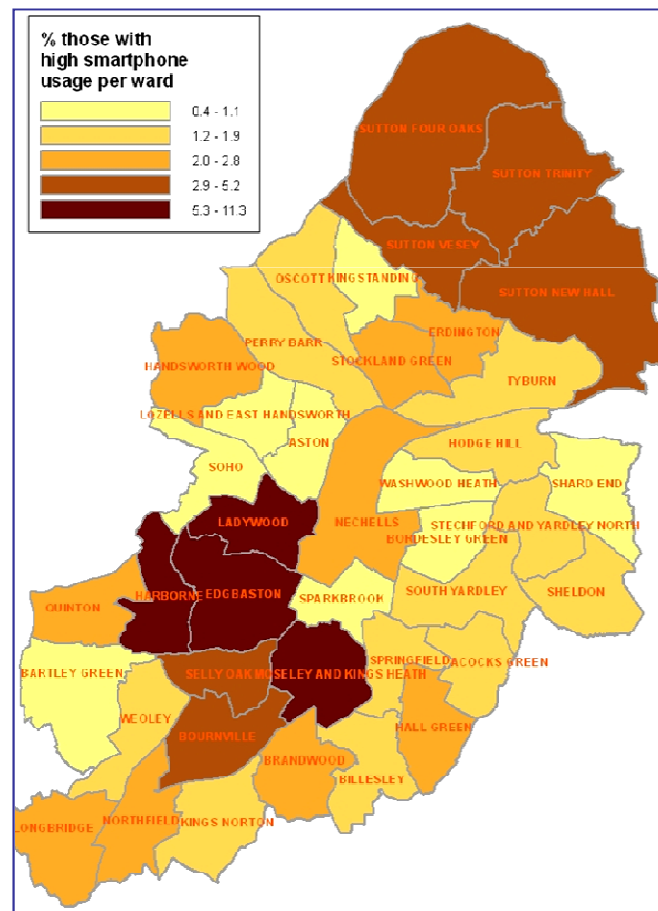 % those with
high smartphone
usage per ward
0.4 - 1.1
1.2 - 1.9
2.0 - 2.8
2.9 - 5.2
5.3 - 11.3
SUTTON FOUR OAKS
SUTTON TRINITY
SUTTON VESEY
SUTTON NEW HALL
OSCOTT
KINGSTANDING
ERDINGTON
PERRY BARR
STOCKLAND GREEN
HANDSWORTH WOOD
TYBURN
LOZELLS AND EAST HANDSWORTH
ASTON
HODGE HILL
SOHO
WASHWOOD HEATH
SHARD END
LADYWOOD
NECHELLS
STECHFORD AND YARDLEY NORTH
BORDESLEY GREEN
HARBORNE
EDGBASTON
SPARKBROOK
SOUTH YARDLEY
SHELDON
QUINTON
BARTLEY GREEN
SELLY OAK
MOSELEY AND KINGS HEATH
SPRINGFIELD
ACOCKS GREEN
WEOLEY
BOURNVILLE
HALL GREEN
BRANDWOOD
BILLESLEY
LONGBRIDGE
NORTHFIELD
KINGS NORTON